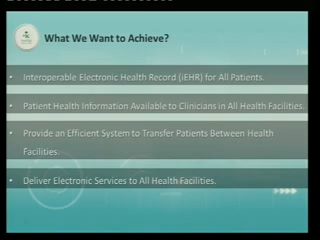 What We Want to Achieve?
• Interoperable Electronic Health Record (iEHR) for All Patients.
• Patient Health Information Available to Clinicians in All Health Facilities.
• Provide an Efficient System to Transfer Patients Between Health
Facilities.
• Deliver Electronic Services to All Health Facilities.